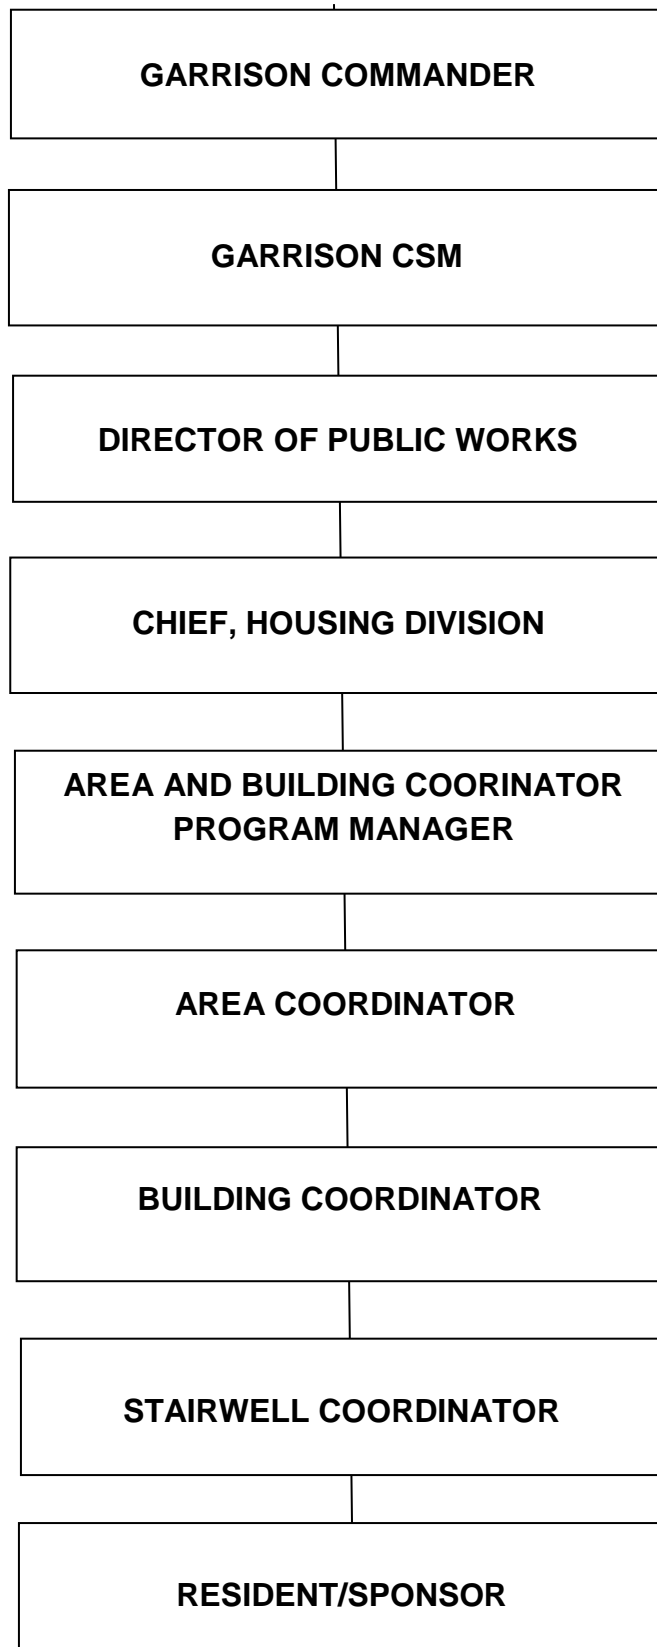 GARRISON COMMANDER
GARRISON CSM
DIRECTOR OF PUBLIC WORKS
CHIEF, HOUSING DIVISION
AREA AND BUILDING COORINATOR
PROGRAM MANAGER
AREA COORDINATOR
BUILDING COORDINATOR
STAIRWELL COORDINATOR
RESIDENT/SPONSOR